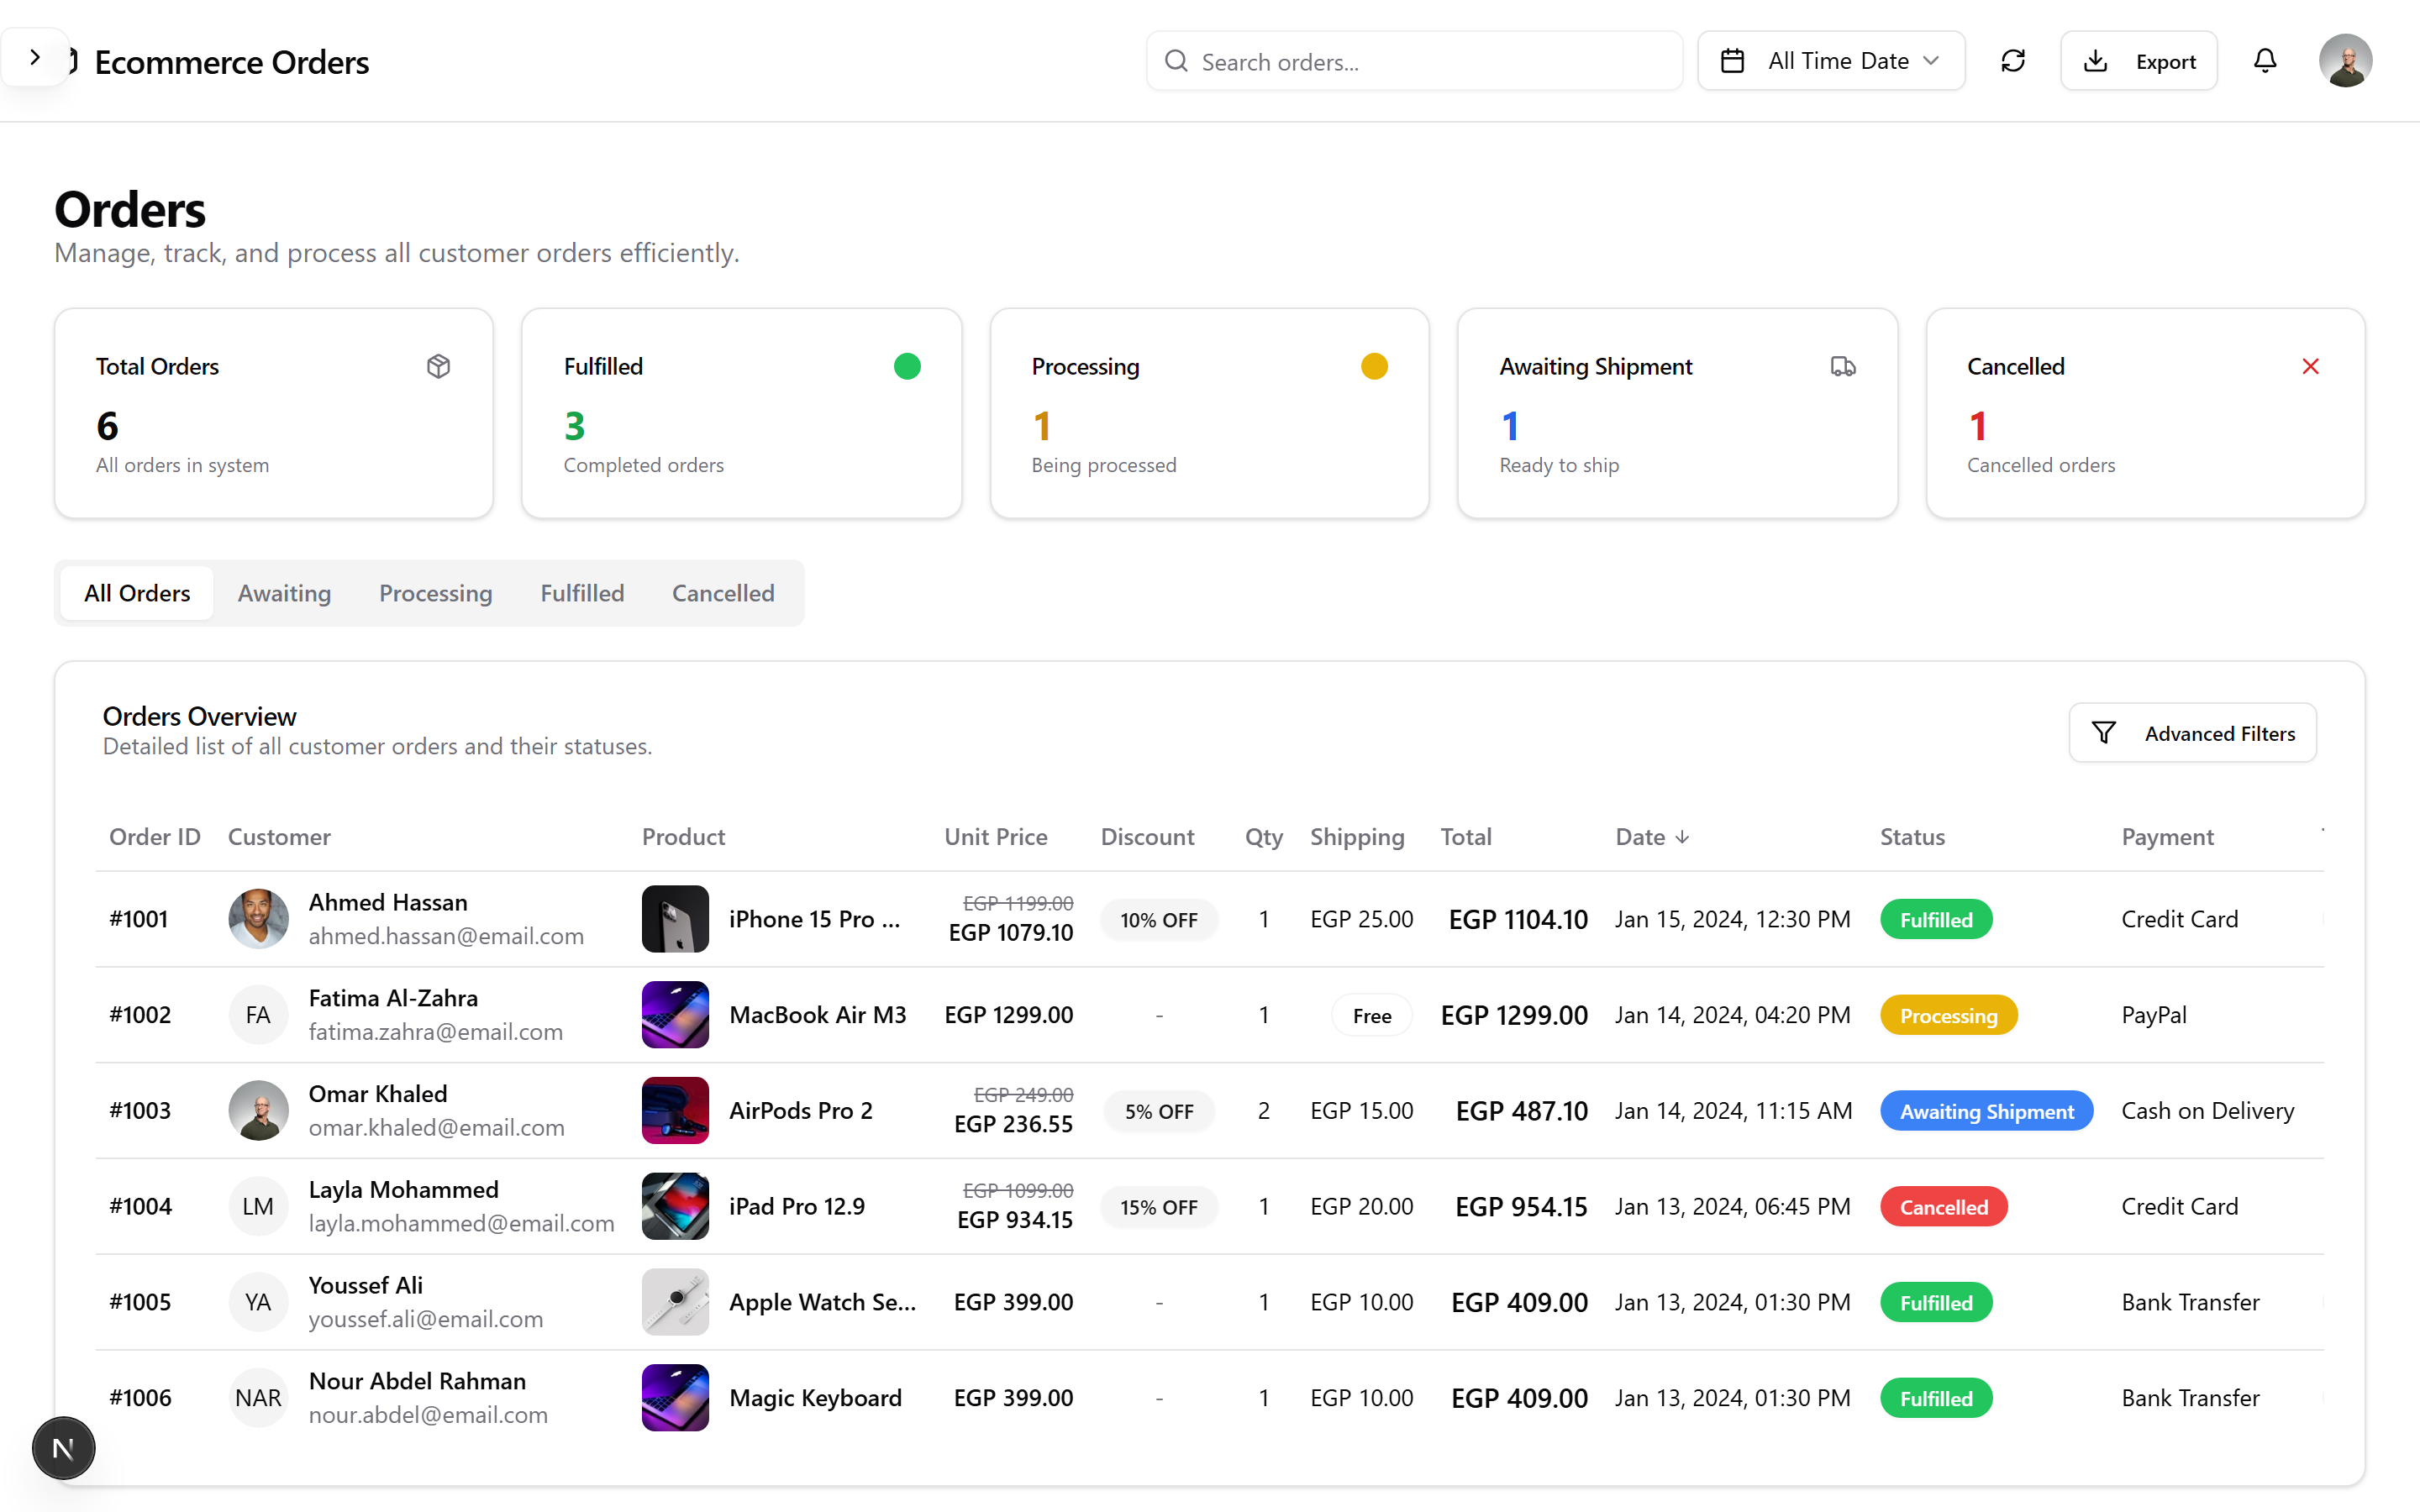 Ecommerce Orders
Search orders...
All Time Date
Export
Orders
Manage, track, and process all customer orders efficiently.
Total Orders
6
All orders in system
Fulfilled
3
Completed orders
Processing
1
Being processed
Awaiting Shipment
1
Ready to ship
Cancelled
1
Cancelled orders
All Orders Awaiting Processing Fulfilled Cancelled
Orders Overview
Detailed list of all customer orders and their statuses.
Advanced Filters
Order ID Customer Product Unit Price Discount Qty Shipping Total Date Status Payment
#1001 Ahmed Hassan ahmed.hassan@email.com iPhone 15 Pro ... EGP 1199.00 EGP 1079.10 10% OFF 1 EGP 25.00 EGP 1104.10 Jan 15, 2024, 12:30 PM Fulfilled Credit Card
#1002 FA Fatima Al-Zahra fatima.zahra@email.com MacBook Air M3 EGP 1299.00 - 1 Free EGP 1299.00 Jan 14, 2024, 04:20 PM Processing PayPal
#1003 Omar Khaled omar.khaled@email.com AirPods Pro 2 EGP 249.00 EGP 236.55 5% OFF 2 EGP 15.00 EGP 487.10 Jan 14, 2024, 11:15 AM Awaiting Shipment Cash on Delivery
#1004 LM Layla Mohammed layla.mohammed@email.com iPad Pro 12.9 EGP 1099.00 EGP 934.15 15% OFF 1 EGP 20.00 EGP 954.15 Jan 13, 2024, 06:45 PM Cancelled Credit Card
#1005 YA Youssef Ali youssef.ali@email.com Apple Watch Se... EGP 399.00 - 1 EGP 10.00 EGP 409.00 Jan 13, 2024, 01:30 PM Fulfilled Bank Transfer
#1006 NAR Nour Abdel Rahman nour.abdel@email.com Magic Keyboard EGP 399.00 - 1 EGP 10.00 EGP 409.00 Jan 13, 2024, 01:30 PM Fulfilled Bank Transfer
N